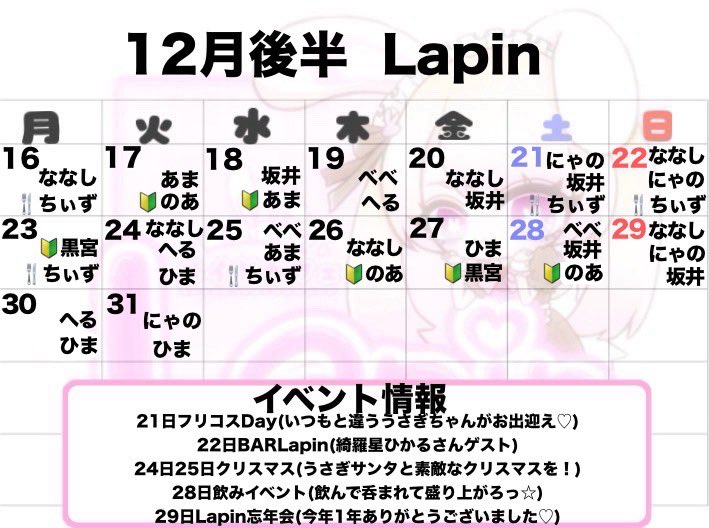 12月後半 Lapin
月 火 水 木 金 土 日
16 ななし 🍴ちぃず
17 あま 🔰のあ
18 坂井 🔰あま
19 べべ へる
20 ななし 坂井
21 にゃの 坂井 🍴ちぃず
22 ななし にゃの 🍴ちぃず
23 🔰黒宮 🍴ちぃず
24 ななし へる ひま
25 べべ あま 🍴ちぃず
26 ななし 🔰のあ
27 ひま 🔰黒宮
28 べべ 坂井 🔰のあ
29 ななし にゃの 坂井
30 へる ひま
31 にゃの ひま
イベント情報
21日フリコスDay(いつもと違ううさぎちゃんがお出迎え♡)
22日BARLapin(綺羅星ひかるさんゲスト)
24日25日クリスマス(うさぎサンタと素敵なクリスマスを！)
28日飲みイベント(飲んで呑まれて盛り上がろっ☆)
29日Lapin忘年会(今年1年ありがとうございました♡)